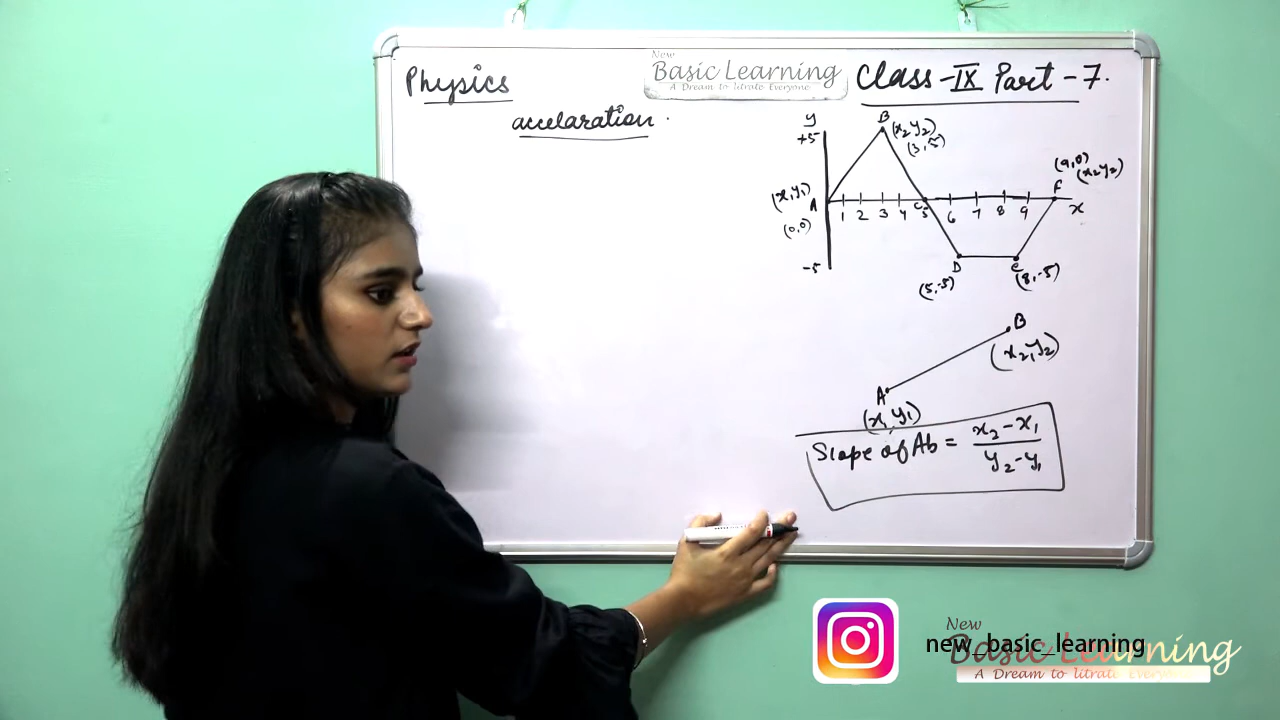 Physics
New
Basic Learning
A Dream to litrate Everyone
Class-IX Part-7.
accelaration.
y
+5
B
(x2 y2)
(3,5)
(9,0)
(x2 y2)
F
(x, y1)
A
(0,0)
1 2 3 4 5 6 7 8 9
C
x
-5
D
(5,-5)
e
(8,-5)
B
(x2, y2)
A
(x1, y1)
Slope of Ab = x2 - x1
y2 - y1
New
Basic Learning
A Dream to litrate Everyone
new_basic_learning